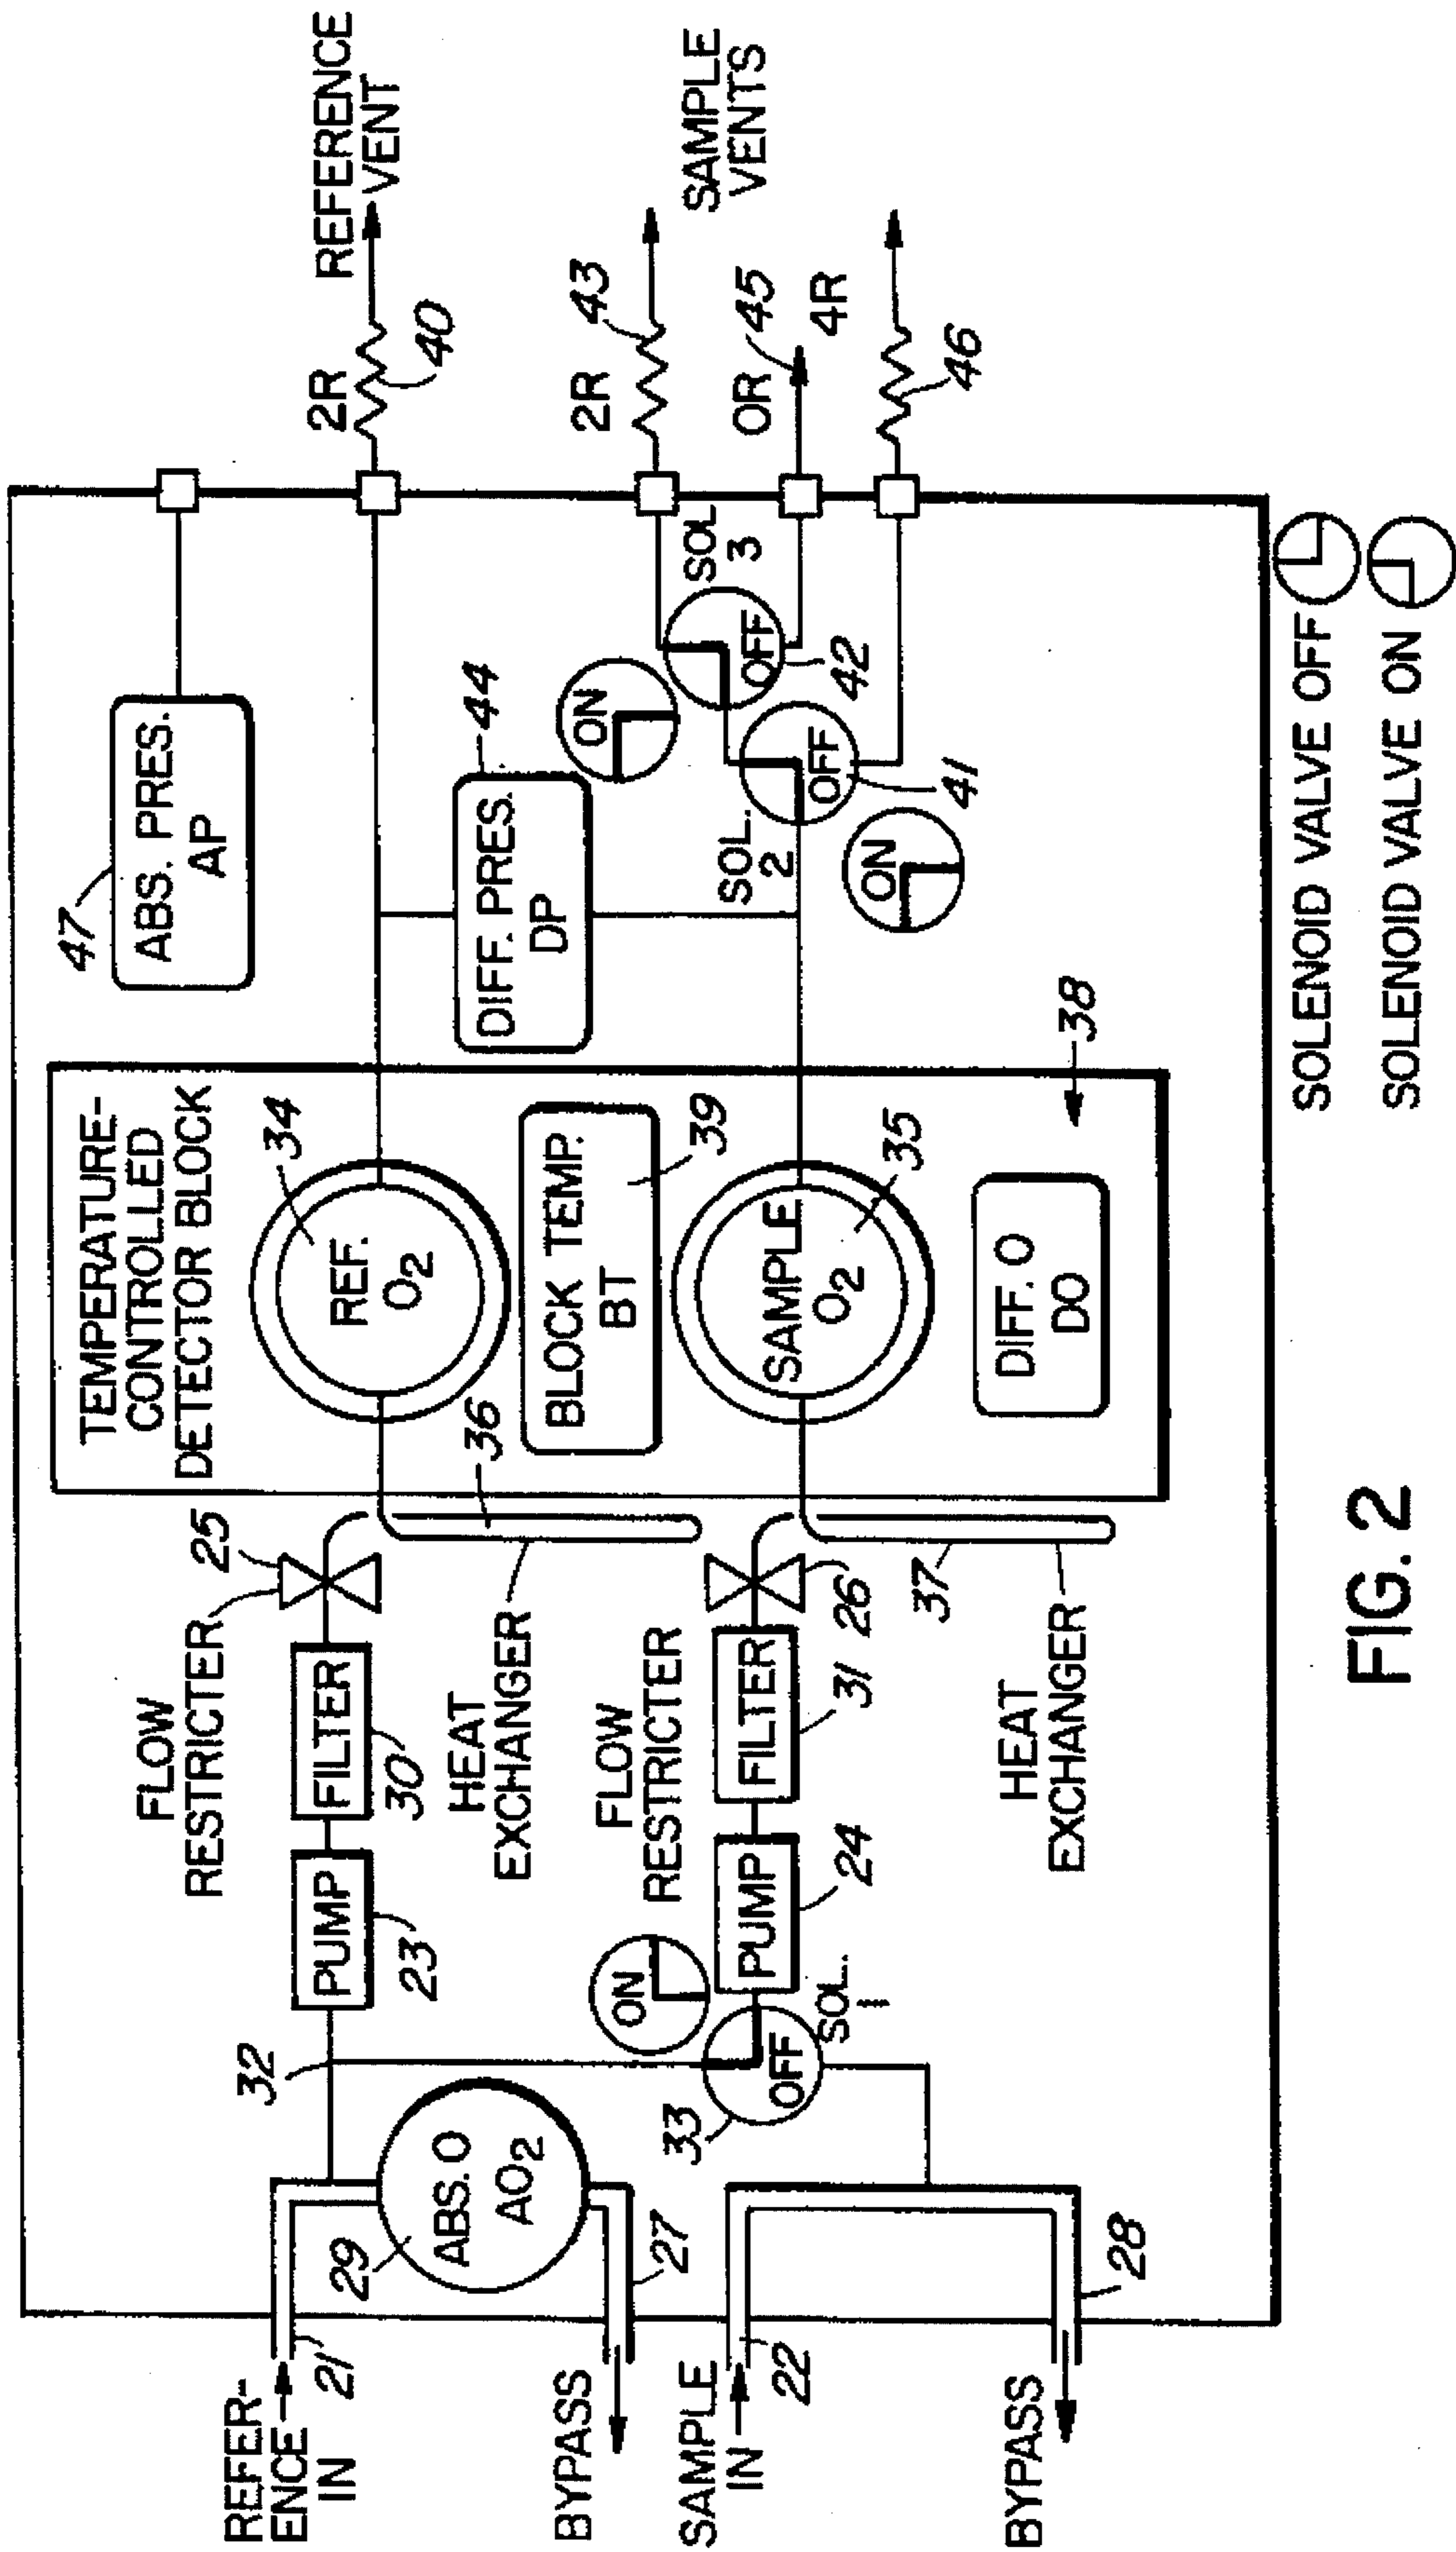 REFERENCE
VENT
SAMPLE
VENTS
2R
40
2R
43
0R
45
4R
46
47
ABS. PRES.
AP
44
DIFF. PRES.
DP
ON
SOL
3
OFF
42
SOL.
2
OFF
41
ON
TEMPERATURE-
CONTROLLED
DETECTOR BLOCK
34
REF.
O2
BLOCK TEMP.
BT
39
SAMPLE
O2
35
DIFF. O
DO
38
FLOW
RESTRICTER
25
36
HEAT
EXCHANGER
FILTER
30
PUMP
23
FLOW
RESTRICTER
26
FILTER
31
PUMP
24
37
HEAT
EXCHANGER
32
ON
OFF
33
SOL.
1
ABS. O
AO2
29
REFER-
ENCE
IN
21
BYPASS
27
SAMPLE
IN
22
BYPASS
28
SOLENOID VALVE OFF
SOLENOID VALVE ON
FIG. 2